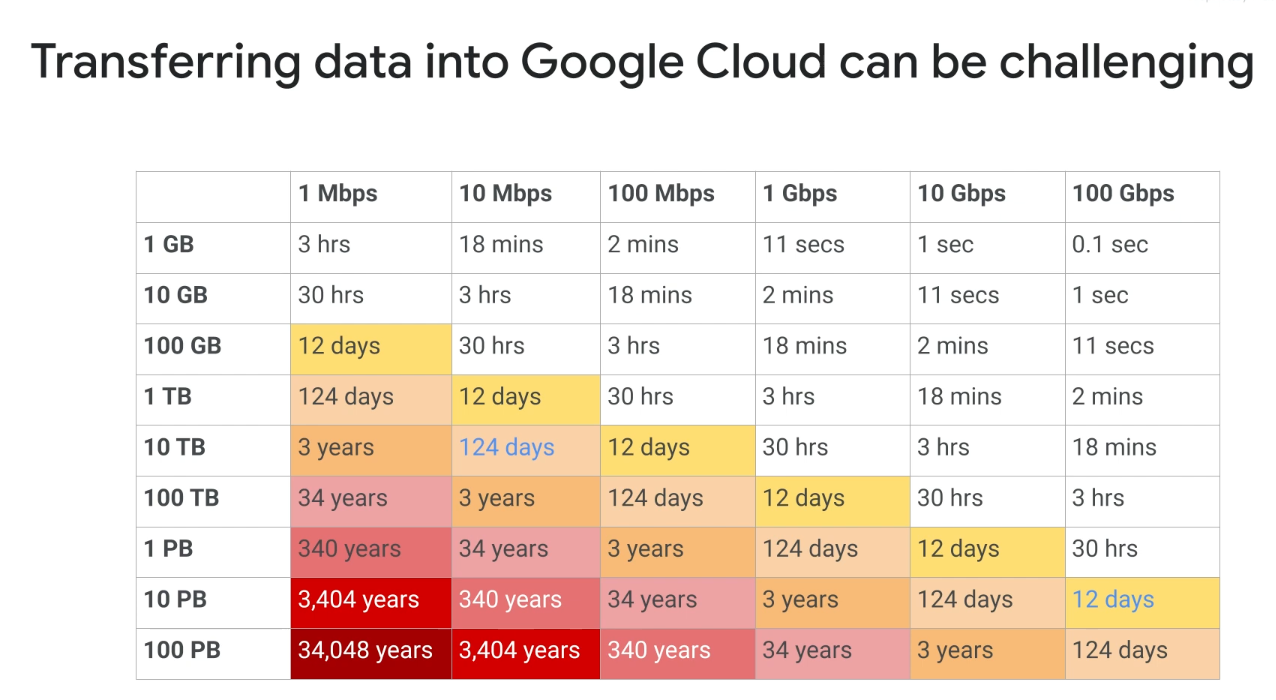 Transferring data into Google Cloud can be challenging
1 Mbps 10 Mbps 100 Mbps 1 Gbps 10 Gbps 100 Gbps
1 GB 3 hrs 18 mins 2 mins 11 secs 1 sec 0.1 sec
10 GB 30 hrs 3 hrs 18 mins 2 mins 11 secs 1 sec
100 GB 12 days 30 hrs 3 hrs 18 mins 2 mins 11 secs
1 TB 124 days 12 days 30 hrs 3 hrs 18 mins 2 mins
10 TB 3 years 124 days 12 days 30 hrs 3 hrs 18 mins
100 TB 34 years 3 years 124 days 12 days 30 hrs 3 hrs
1 PB 340 years 34 years 3 years 124 days 12 days 30 hrs
10 PB 3,404 years 340 years 34 years 3 years 124 days 12 days
100 PB 34,048 years 3,404 years 340 years 34 years 3 years 124 days